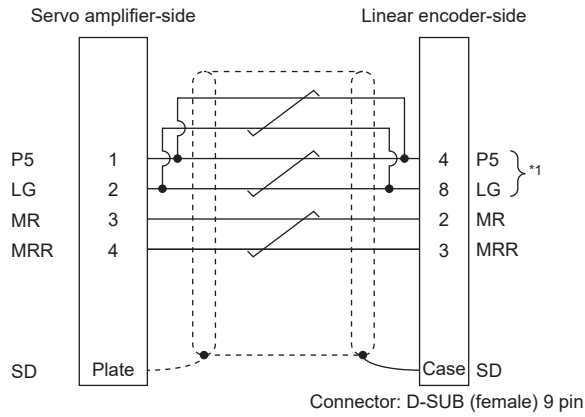 Servo amplifier-side Linear encoder-side
P5 1 4 P5 *1
LG 2 8 LG
MR 3 2 MR
MRR 4 3 MRR
SD Plate Case SD
Connector: D-SUB (female) 9 pin